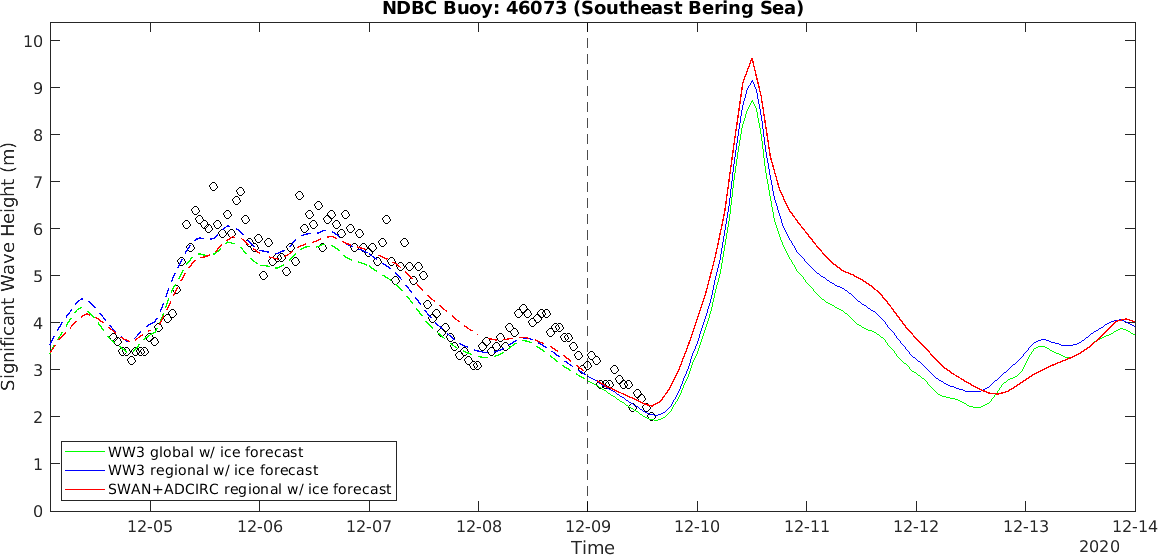 NDBC Buoy: 46073 (Southeast Bering Sea)
Significant Wave Height (m)
10
9
8
7
6
5
4
3
2
1
0
WW3 global w/ ice forecast
WW3 regional w/ ice forecast
SWAN+ADCIRC regional w/ ice forecast
12-05 12-06 12-07 12-08 12-09 12-10 12-11 12-12 12-13 12-14
Time
2020